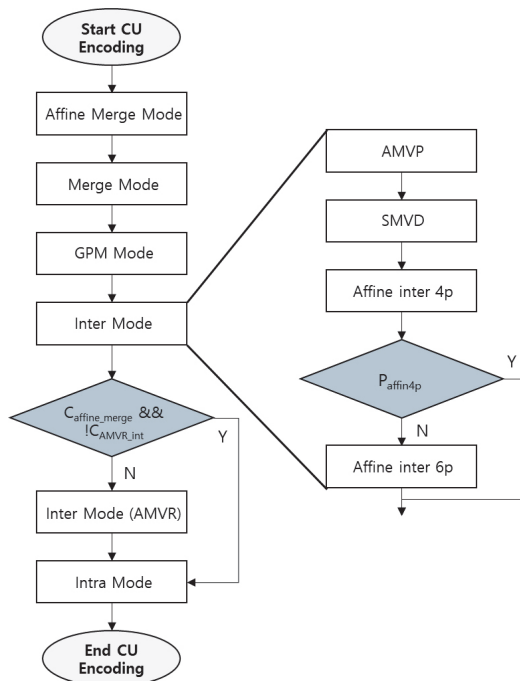 Start CU
Encoding
Affine Merge Mode
Merge Mode
GPM Mode
Inter Mode
C_affine_merge &&
!C_AMVR_int
Y
N
Inter Mode (AMVR)
Intra Mode
End CU
Encoding
AMVP
SMVD
Affine inter 4p
P_affin4p
Y
N
Affine inter 6p